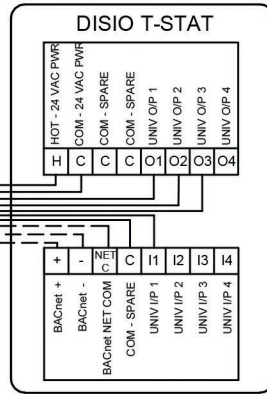 DISIO T-STAT
HOT - 24 VAC PWR
COM - 24 VAC PWR
COM - SPARE
COM - SPARE
UNIV O/P 1
UNIV O/P 2
UNIV O/P 3
UNIV O/P 4
H C C C O1 O2 O3 O4
+ - NET C C I1 I2 I3 I4
BACnet +
BACnet -
BACnet NET COM
COM - SPARE
UNIV I/P 1
UNIV I/P 2
UNIV I/P 3
UNIV I/P 4